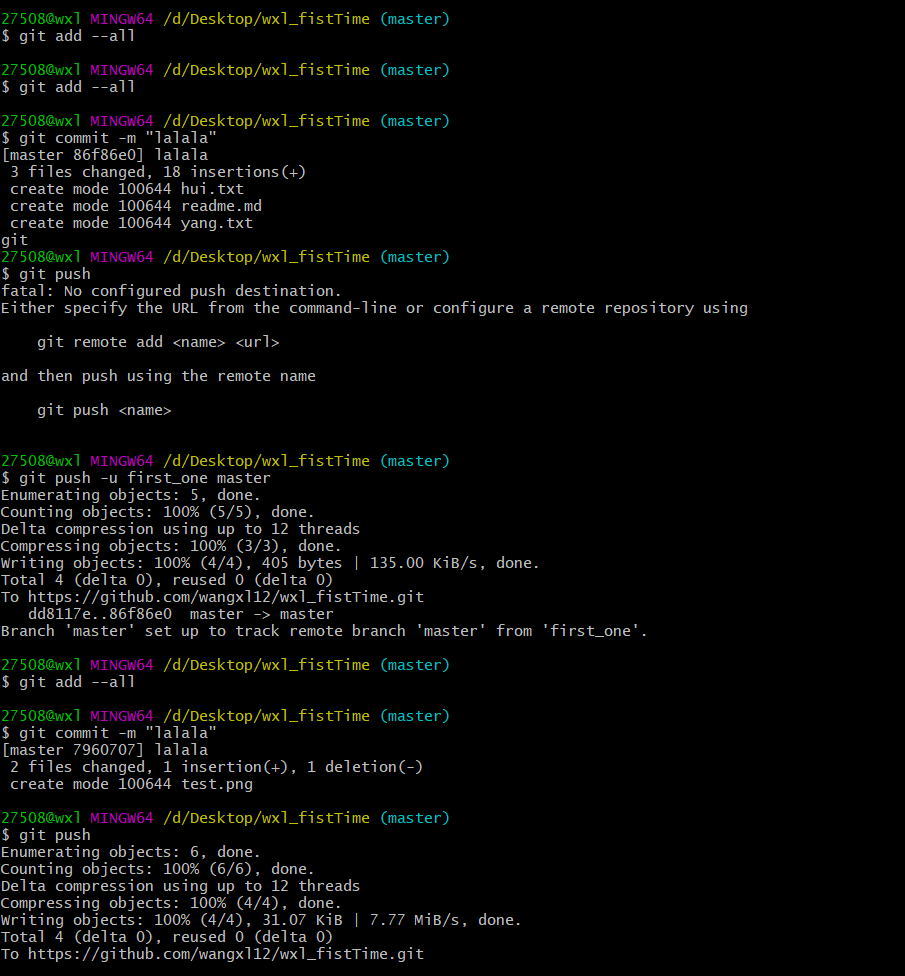 27508@wxl MINGW64 /d/Desktop/wxl_fistTime (master)
$ git add --all
27508@wxl MINGW64 /d/Desktop/wxl_fistTime (master)
$ git add --all
27508@wxl MINGW64 /d/Desktop/wxl_fistTime (master)
$ git commit -m "lalala"
[master 86f86e0] lalala
 3 files changed, 18 insertions(+)
 create mode 100644 hui.txt
 create mode 100644 readme.md
 create mode 100644 yang.txt
git
27508@wxl MINGW64 /d/Desktop/wxl_fistTime (master)
$ git push
fatal: No configured push destination.
Either specify the URL from the command-line or configure a remote repository using
    git remote add <name> <url>
and then push using the remote name
    git push <name>
27508@wxl MINGW64 /d/Desktop/wxl_fistTime (master)
$ git push -u first_one master
Enumerating objects: 5, done.
Counting objects: 100% (5/5), done.
Delta compression using up to 12 threads
Compressing objects: 100% (3/3), done.
Writing objects: 100% (4/4), 405 bytes | 135.00 KiB/s, done.
Total 4 (delta 0), reused 0 (delta 0)
To https://github.com/wangxl12/wxl_fistTime.git
   dd8117e..86f86e0  master -> master
Branch 'master' set up to track remote branch 'master' from 'first_one'.
27508@wxl MINGW64 /d/Desktop/wxl_fistTime (master)
$ git add --all
27508@wxl MINGW64 /d/Desktop/wxl_fistTime (master)
$ git commit -m "lalala"
[master 7960707] lalala
 2 files changed, 1 insertion(+), 1 deletion(-)
 create mode 100644 test.png
27508@wxl MINGW64 /d/Desktop/wxl_fistTime (master)
$ git push
Enumerating objects: 6, done.
Counting objects: 100% (6/6), done.
Delta compression using up to 12 threads
Compressing objects: 100% (4/4), done.
Writing objects: 100% (4/4), 31.07 KiB | 7.77 MiB/s, done.
Total 4 (delta 0), reused 0 (delta 0)
To https://github.com/wangxl12/wxl_fistTime.git